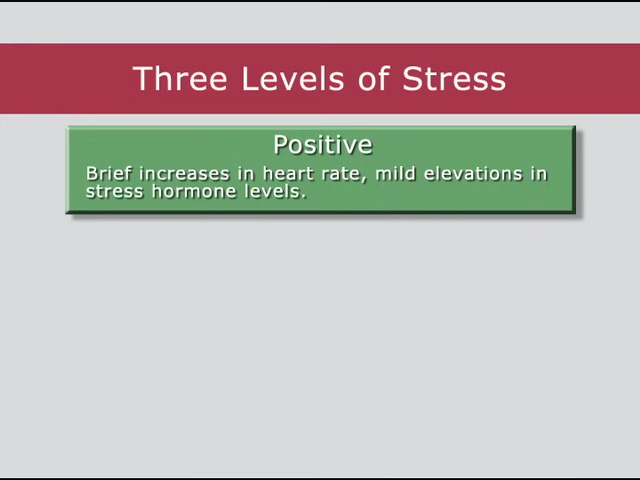 Three Levels of Stress
Positive
Brief increases in heart rate, mild elevations in
stress hormone levels.